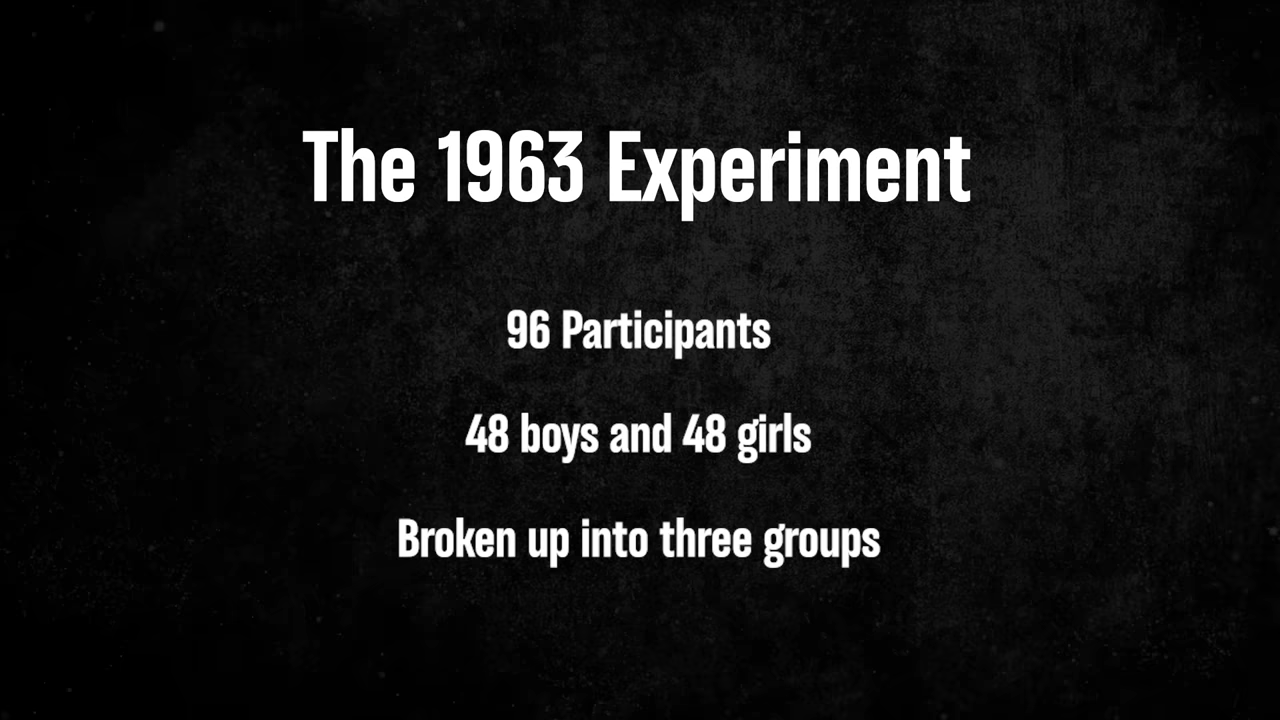 The 1963 Experiment
96 Participants
48 boys and 48 girls
Broken up into three groups